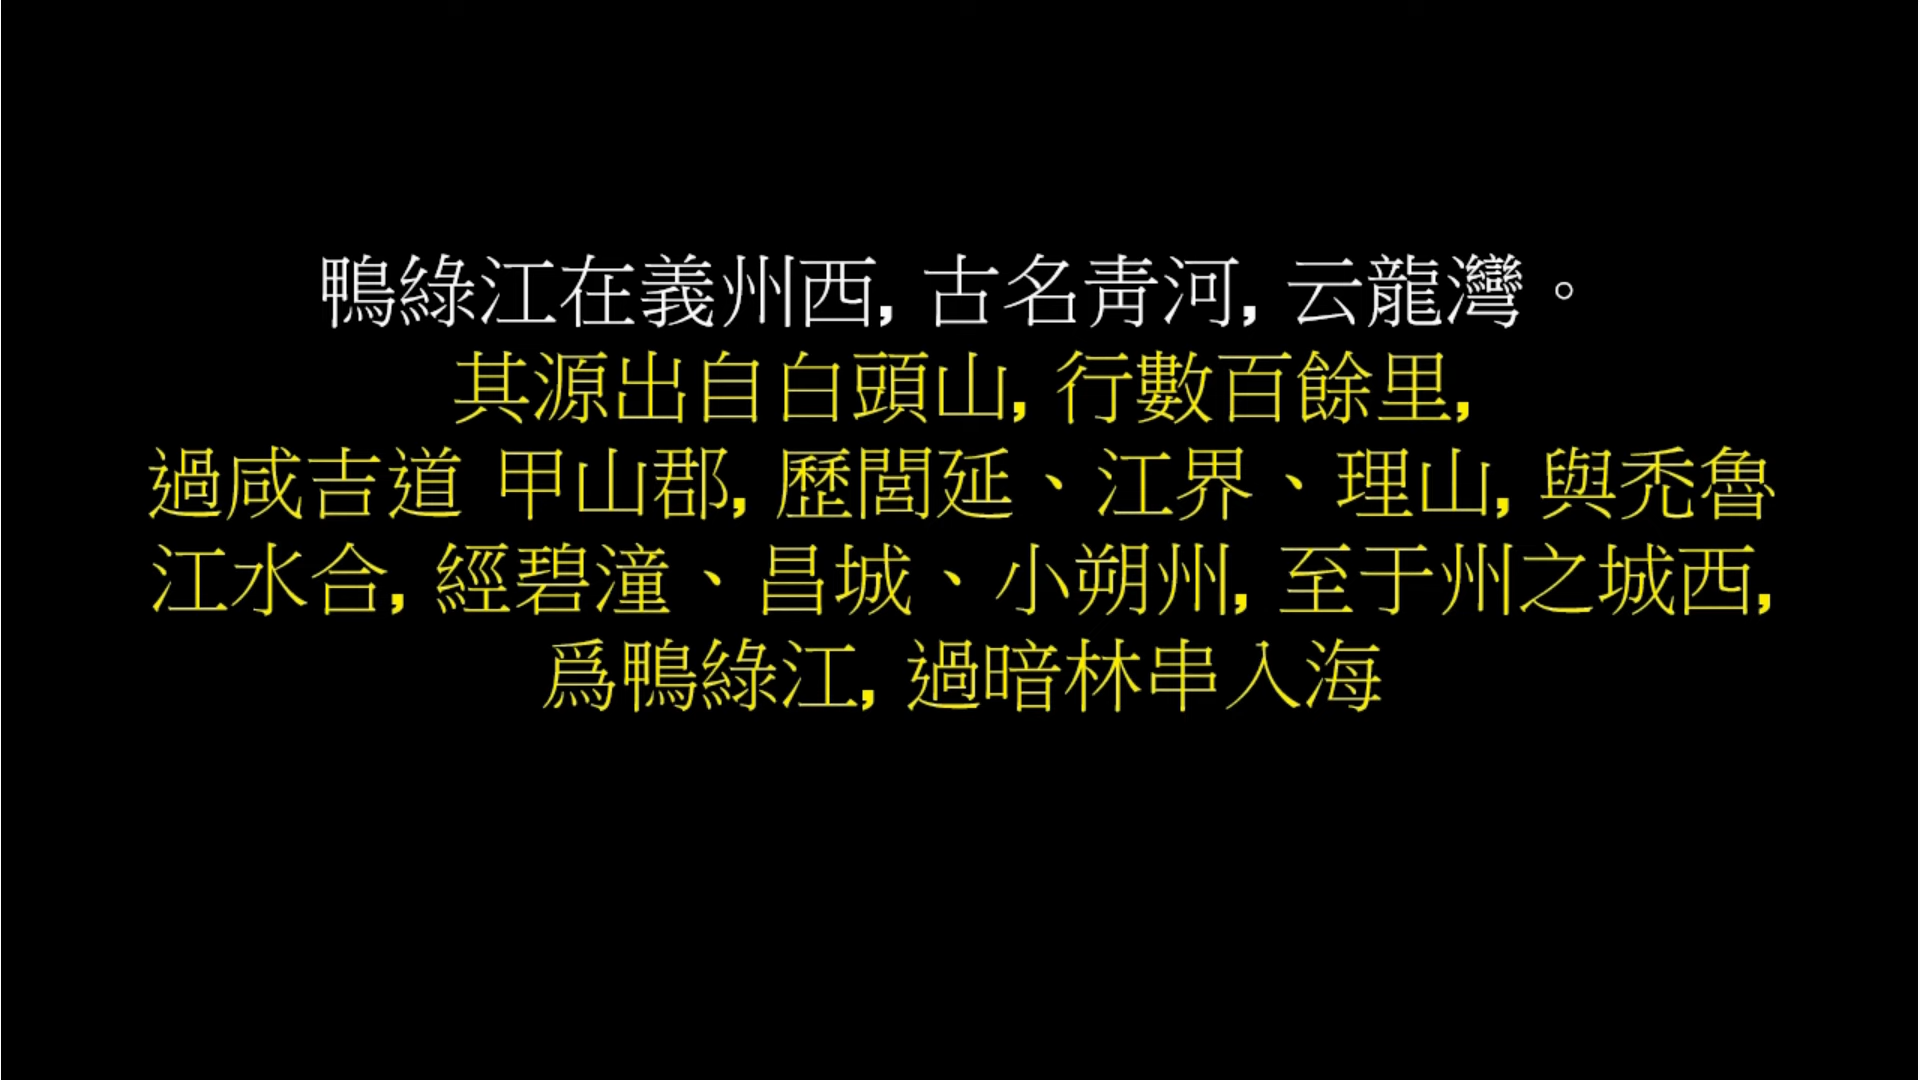 鴨綠江在義州西, 古名靑河, 云龍灣。
其源出自白頭山, 行數百餘里,
過咸吉道 甲山郡, 歷閭延、江界、理山, 與禿魯
江水合, 經碧潼、昌城、小朔州, 至于州之城西,
爲鴨綠江, 過暗林串入海